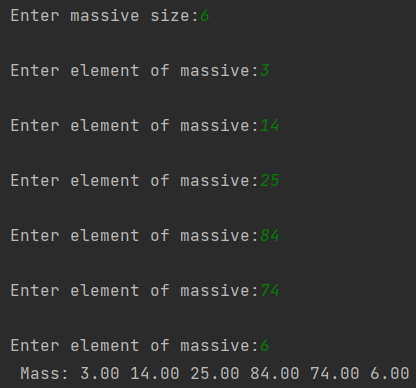 Enter massive size:6
Enter element of massive:3
Enter element of massive:14
Enter element of massive:25
Enter element of massive:84
Enter element of massive:74
Enter element of massive:6
Mass: 3.00 14.00 25.00 84.00 74.00 6.00